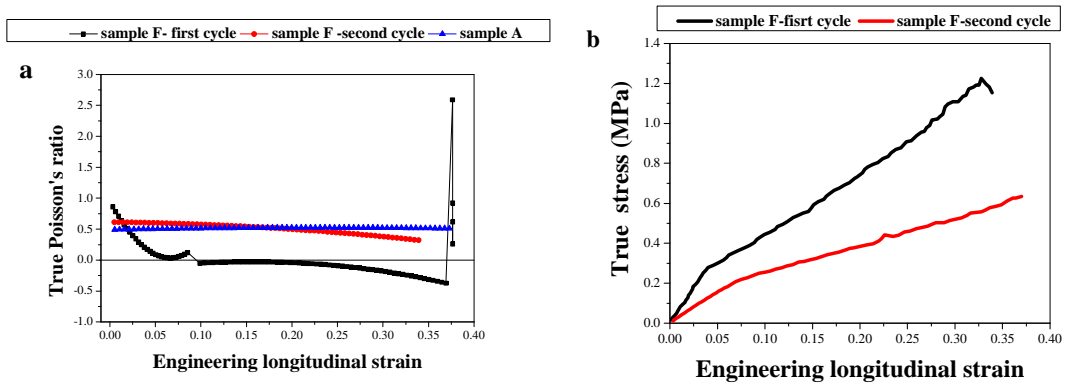 sample F- first cycle sample F -second cycle sample A
a
3.0
2.5
2.0
1.5
1.0
0.5
0.0
-0.5
-1.0
True Poisson's ratio
0.00 0.05 0.10 0.15 0.20 0.25 0.30 0.35 0.40
Engineering longitudinal strain
sample F-fisrt cycle sample F-second cycle
b
1.4
1.2
1.0
0.8
0.6
0.4
0.2
0.0
True stress (MPa)
0.00 0.05 0.10 0.15 0.20 0.25 0.30 0.35 0.40
Engineering longitudinal strain